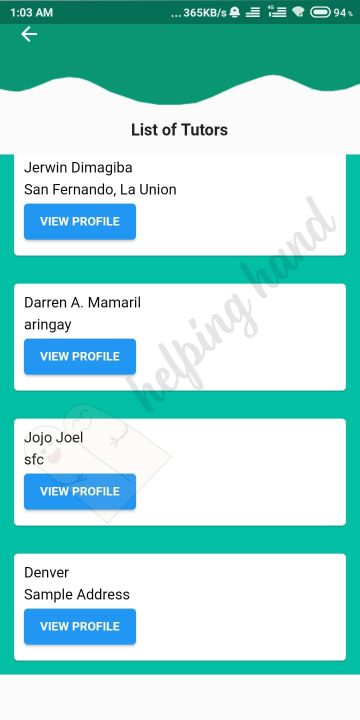 1:03 AM ... 365KB/s 4G 94%
List of Tutors
Jerwin Dimagiba
San Fernando, La Union
VIEW PROFILE
Darren A. Mamaril
aringay
VIEW PROFILE
helping hand
Jojo Joel
sfc
VIEW PROFILE
Denver
Sample Address
VIEW PROFILE